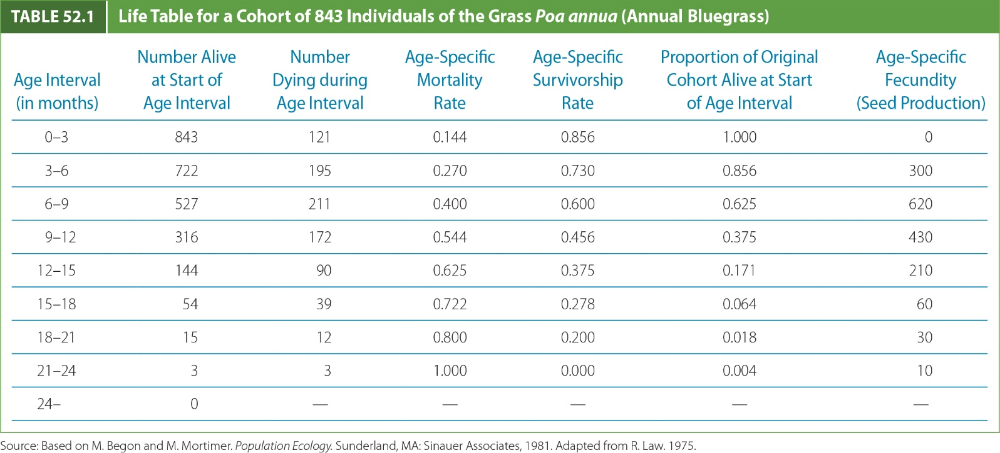 TABLE 52.1 Life Table for a Cohort of 843 Individuals of the Grass Poa annua (Annual Bluegrass)
Age Interval (in months) Number Alive at Start of Age Interval Number Dying during Age Interval Age-Specific Mortality Rate Age-Specific Survivorship Rate Proportion of Original Cohort Alive at Start of Age Interval Age-Specific Fecundity (Seed Production)
0–3 843 121 0.144 0.856 1.000 0
3–6 722 195 0.270 0.730 0.856 300
6–9 527 211 0.400 0.600 0.625 620
9–12 316 172 0.544 0.456 0.375 430
12–15 144 90 0.625 0.375 0.171 210
15–18 54 39 0.722 0.278 0.064 60
18–21 15 12 0.800 0.200 0.018 30
21–24 3 3 1.000 0.000 0.004 10
24– 0 — — — — —
Source: Based on M. Begon and M. Mortimer. Population Ecology. Sunderland, MA: Sinauer Associates, 1981. Adapted from R. Law. 1975.